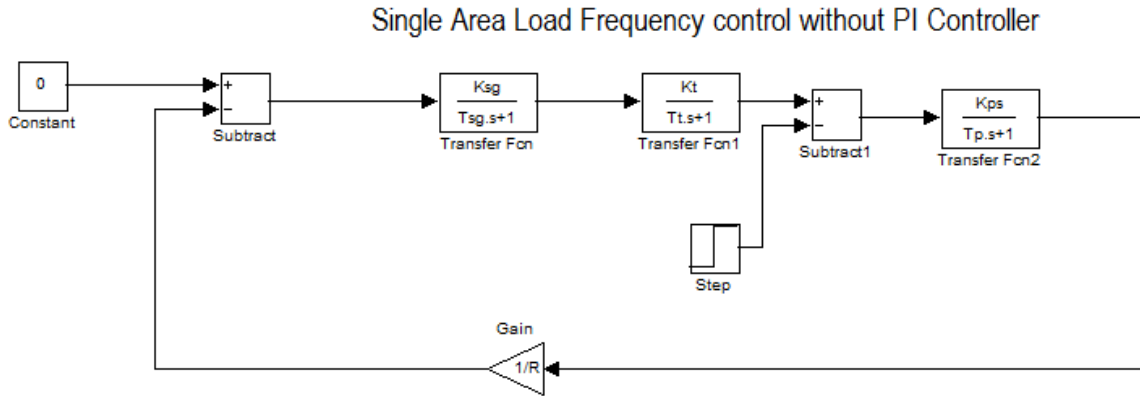 Single Area Load Frequency control without PI Controller
0
Constant
+
−
Subtract
Ksg
Tsg.s+1
Transfer Fcn
Kt
Tt.s+1
Transfer Fcn1
+
−
Subtract1
Kps
Tp.s+1
Transfer Fcn2
Step
Gain
1/R